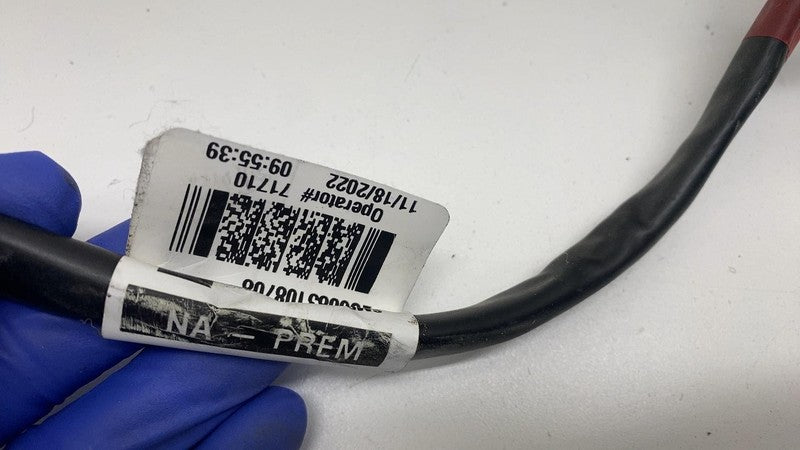 Operator# 71710
11/18/2022 09:55:39
NA - PREM